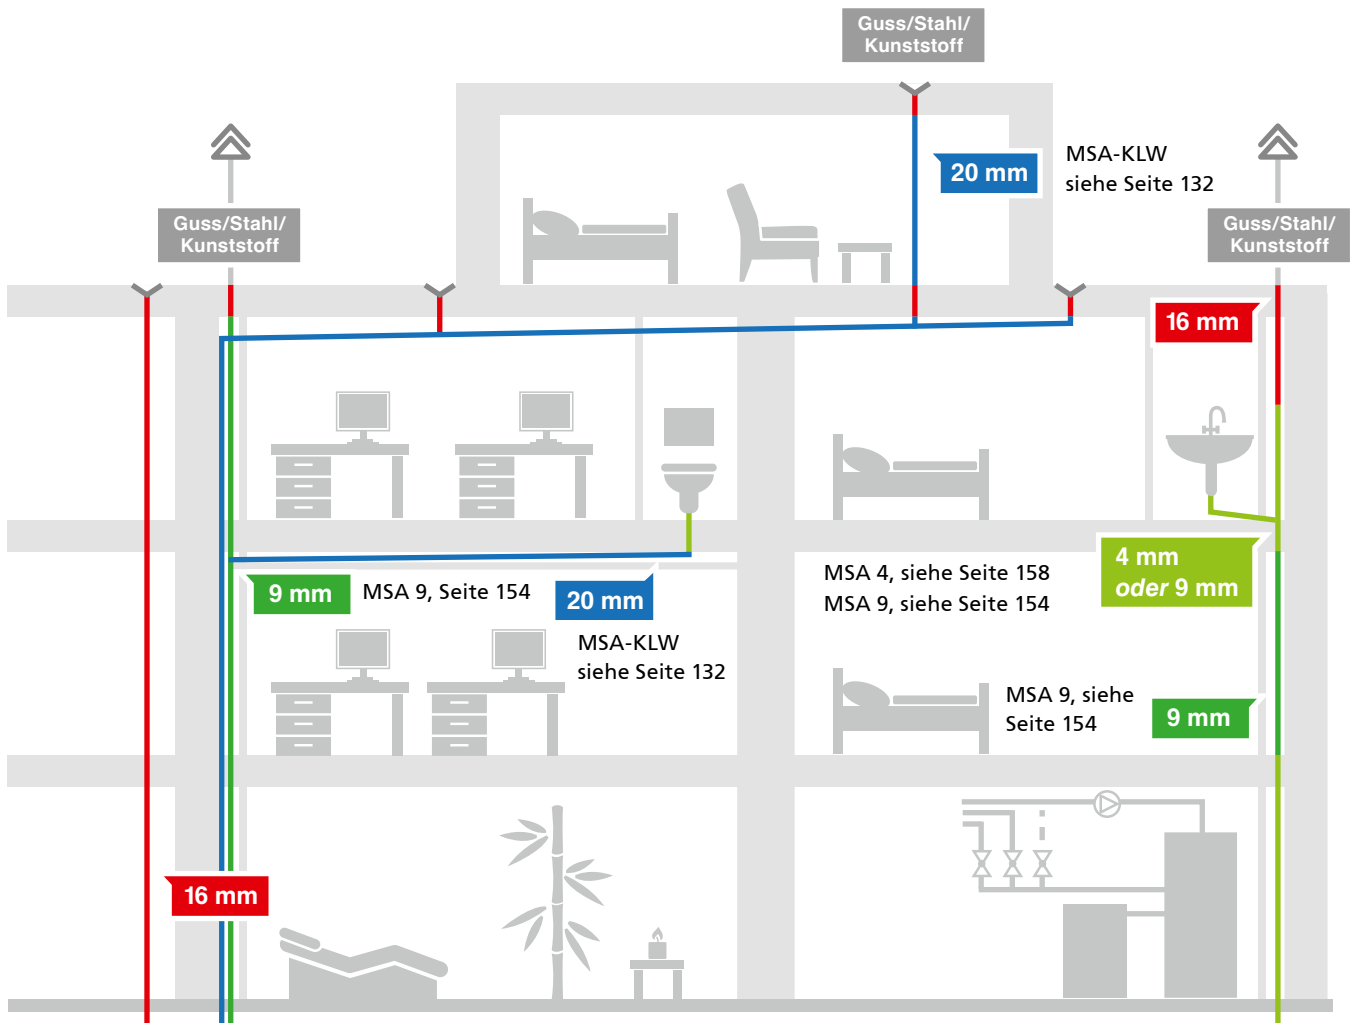 Guss/Stahl/
Kunststoff
20 mm
MSA-KLW
siehe Seite 132
Guss/Stahl/
Kunststoff
Guss/Stahl/
Kunststoff
16 mm
4 mm
oder 9 mm
MSA 4, siehe Seite 158
MSA 9, siehe Seite 154
9 mm
MSA 9, Seite 154
20 mm
MSA-KLW
siehe Seite 132
MSA 9, siehe
Seite 154
9 mm
16 mm